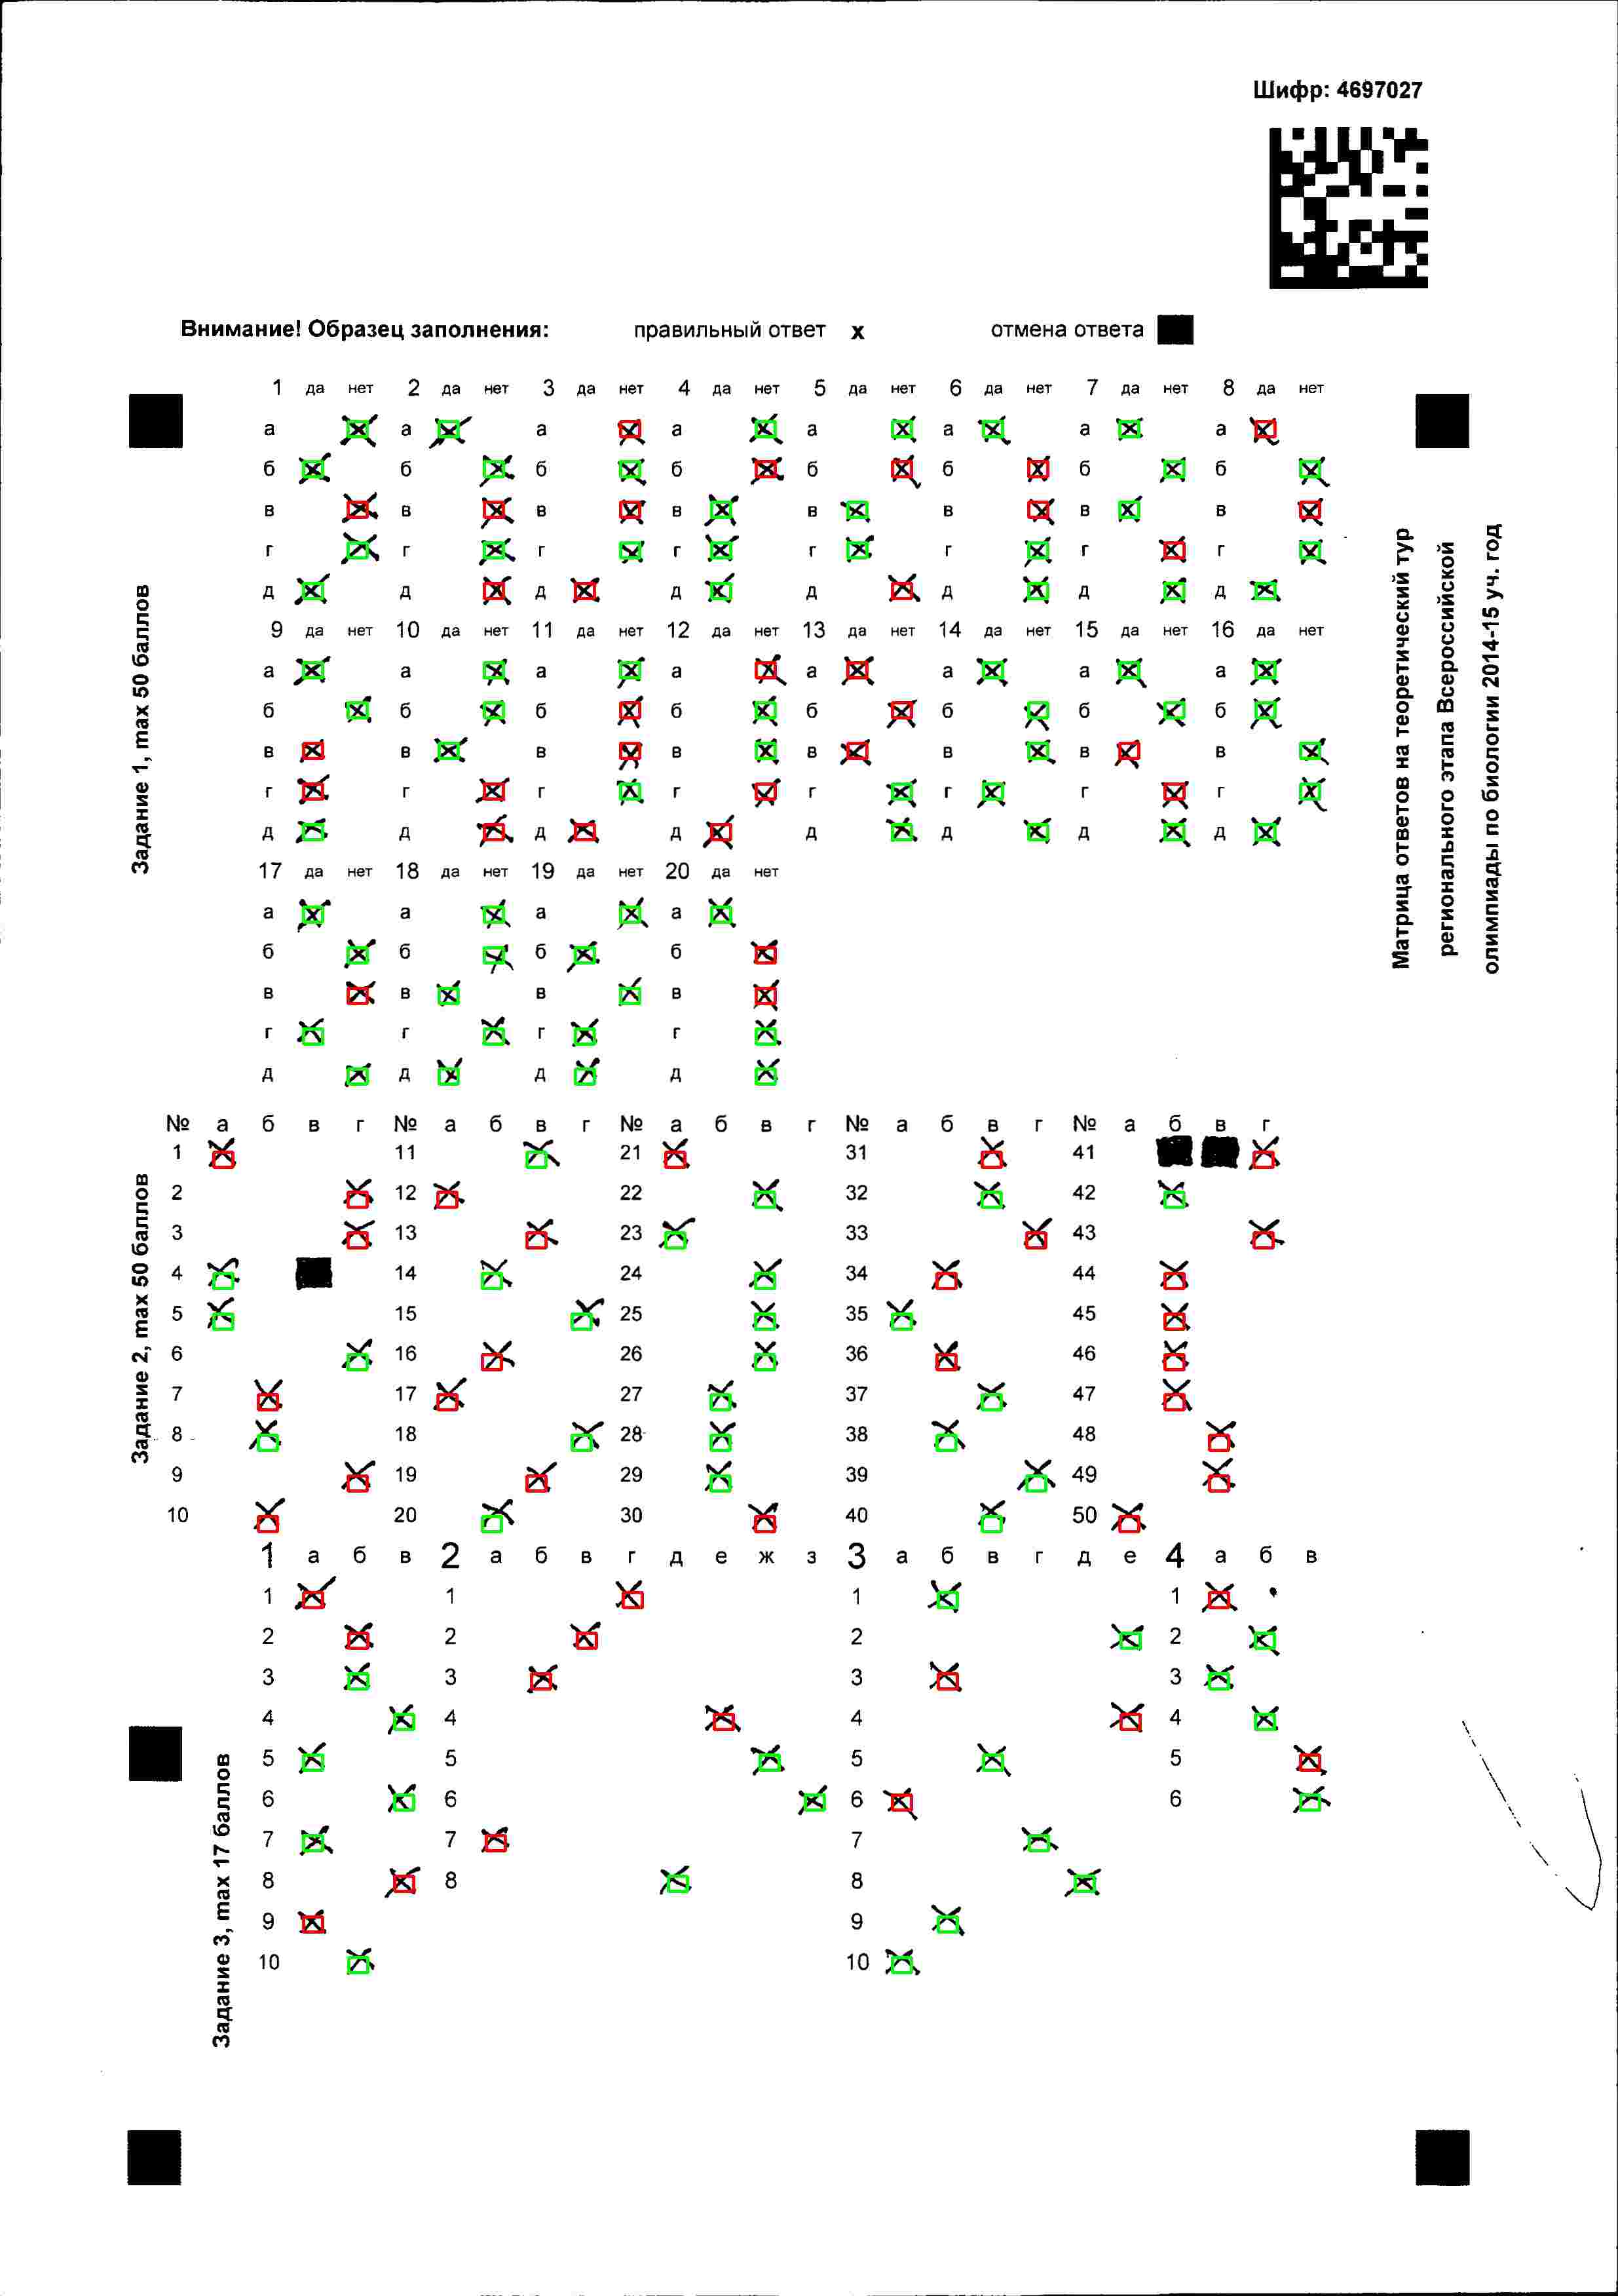 Шифр: 4697027
Внимание! Образец заполнения: правильный ответ х отмена ответа
Матрица ответов на теоретический тур
регионального этапа Всероссийской
олимпиады по биологии 2014-15 уч. год
Задание 1, max 50 баллов
1 да нет 2 да нет 3 да нет 4 да нет 5 да нет 6 да нет 7 да нет 8 да нет
а а а а а а а а
б б б б б б б б
в в в в в в в в
г г г г г г г г
д д д д д д д д
9 да нет 10 да нет 11 да нет 12 да нет 13 да нет 14 да нет 15 да нет 16 да нет
а а а а а а а а
б б б б б б б б
в в в в в в в в
г г г г г г г г
д д д д д д д д
17 да нет 18 да нет 19 да нет 20 да нет
а а а а
б б б б
в в в в
г г г г
д д д д
Задание 2, max 50 баллов
№ а б в г № а б в г № а б в г № а б в г № а б в г
1 11 21 31 41
2 12 22 32 42
3 13 23 33 43
4 14 24 34 44
5 15 25 35 45
6 16 26 36 46
7 17 27 37 47
8 18 28 38 48
9 19 29 39 49
10 20 30 40 50
Задание 3, max 17 баллов
1 а б в 2 а б в г д е ж з 3 а б в г д е 4 а б в
1 1 1 1
2 2 2 2
3 3 3 3
4 4 4 4
5 5 5 5
6 6 6 6
7 7 7
8 8 8
9 9
10 10